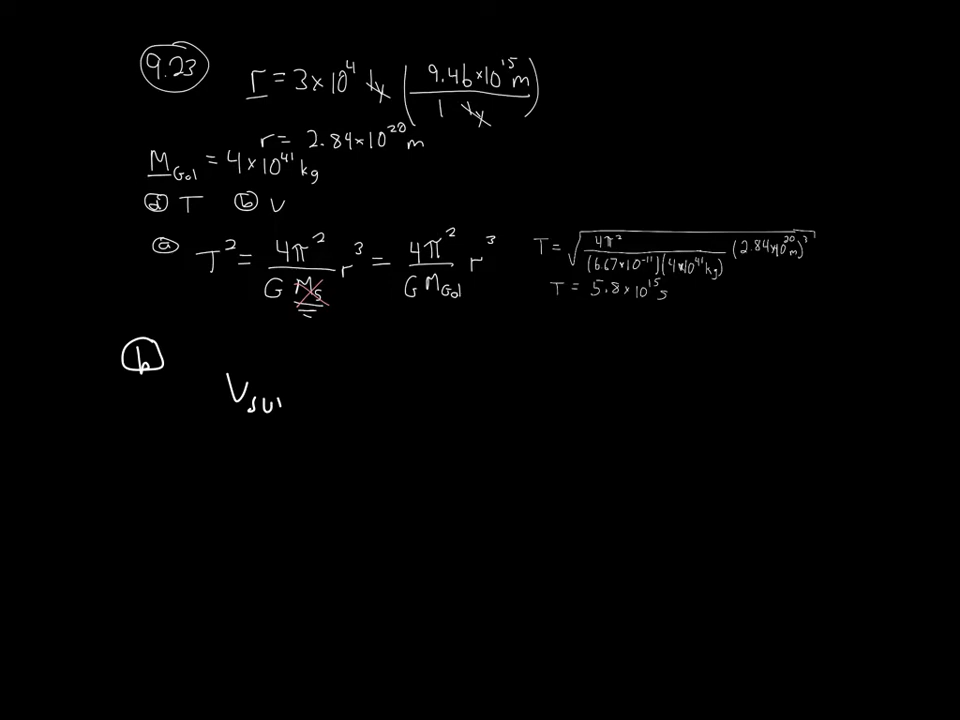 9.23 r = 3×10⁴ ly (9.46×10¹⁵ m / 1 ly)
r = 2.84×10²⁰ m
M_Gal = 4×10⁴¹ kg
ⓐ T ⓑ v
ⓐ T² = 4π² / (G M_S) r³ = 4π² / (G M_Gal) r³ T = √(4π² / ((6.67×10⁻¹¹)(4×10⁴¹ kg)) (2.84×10²⁰ m)³)
T = 5.8×10¹⁵ s
ⓑ
V_sun